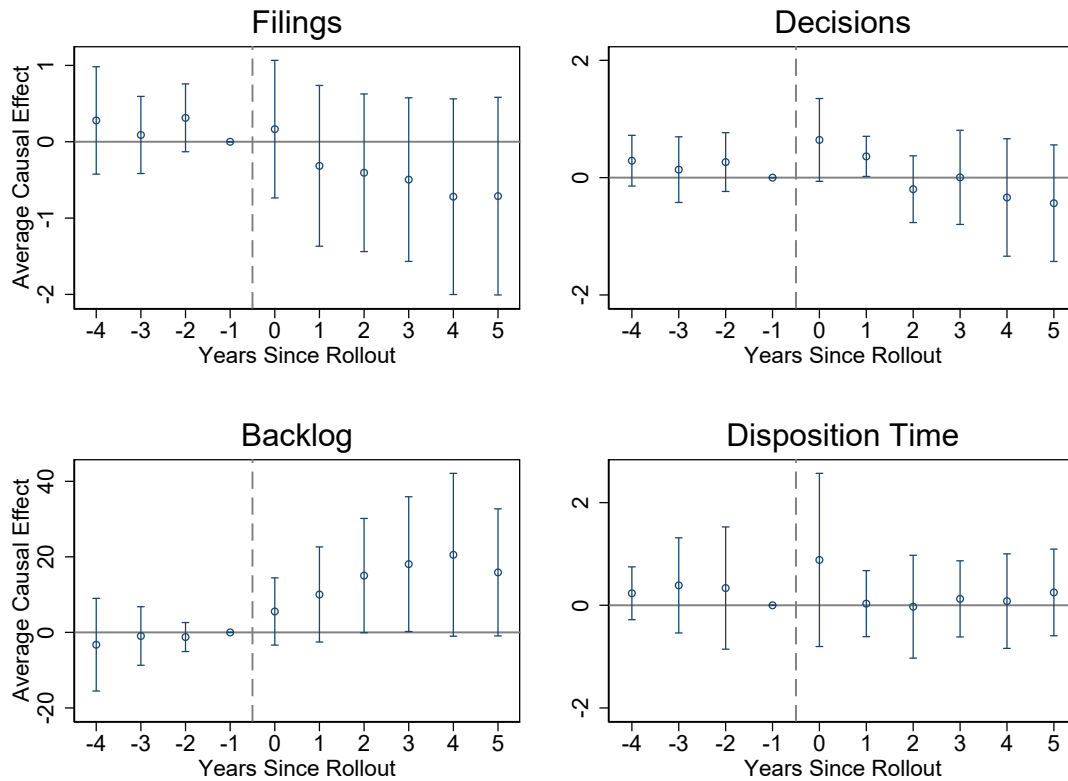 Filings
Average Causal Effect
1
0
-1
-2
-4 -3 -2 -1 0 1 2 3 4 5
Years Since Rollout
Decisions
2
0
-2
-4 -3 -2 -1 0 1 2 3 4 5
Years Since Rollout
Backlog
Average Causal Effect
40
20
0
-20
-4 -3 -2 -1 0 1 2 3 4 5
Years Since Rollout
Disposition Time
2
0
-2
-4 -3 -2 -1 0 1 2 3 4 5
Years Since Rollout